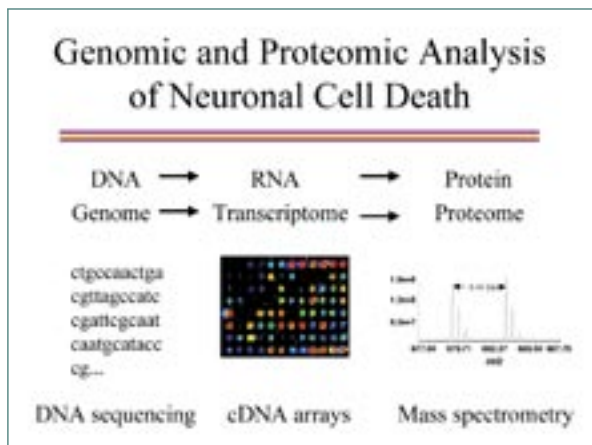 Genomic and Proteomic Analysis
of Neuronal Cell Death
DNA → RNA → Protein
Genome → Transcriptome → Proteome
ctgccaactga
cgttagccatc
cgattcgcaat
caatgcatacc
cg...
DNA sequencing cDNA arrays Mass spectrometry